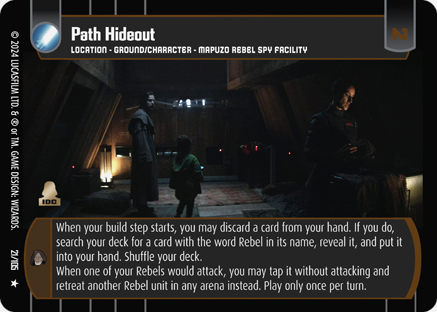 Path Hideout
LOCATION - GROUND/CHARACTER - MAPUZO REBEL SPY FACILITY
© 2024 LUCASFILM LTD. & ® or TM. GAME DESIGN: WIZARDS.
IDC
When your build step starts, you may discard a card from your hand. If you do,
search your deck for a card with the word Rebel in its name, reveal it, and put it
into your hand. Shuffle your deck.
When one of your Rebels would attack, you may tap it without attacking and
retreat another Rebel unit in any arena instead. Play only once per turn.